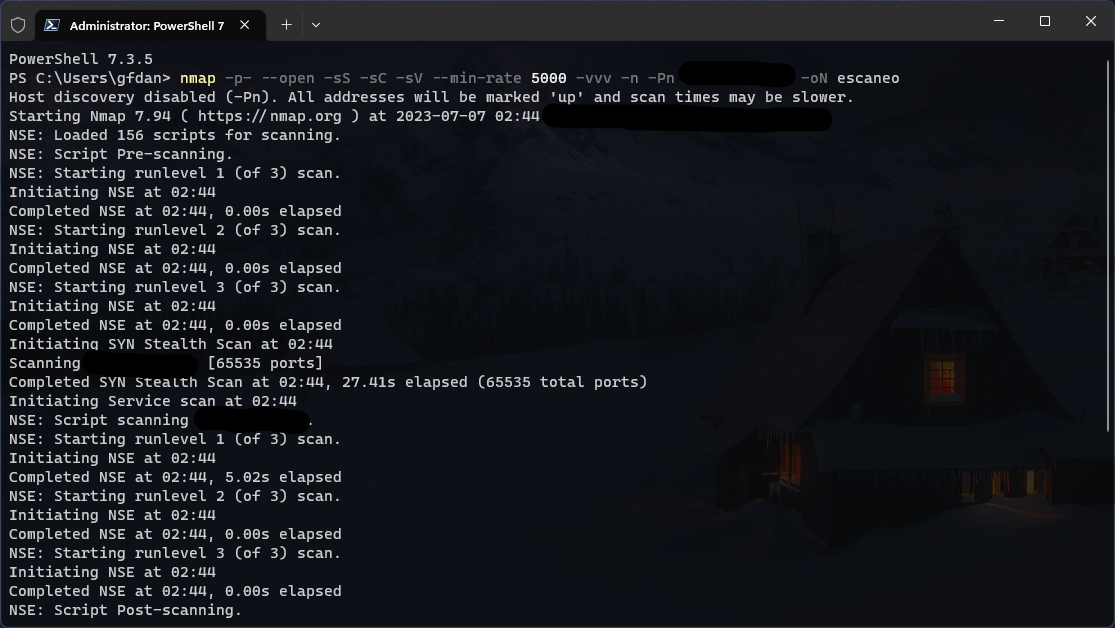 Administrator: PowerShell 7
PowerShell 7.3.5
PS C:\Users\gfdan> nmap -p- --open -sS -sC -sV --min-rate 5000 -vvv -n -Pn -oN escaneo
Host discovery disabled (-Pn). All addresses will be marked 'up' and scan times may be slower.
Starting Nmap 7.94 ( https://nmap.org ) at 2023-07-07 02:44
NSE: Loaded 156 scripts for scanning.
NSE: Script Pre-scanning.
NSE: Starting runlevel 1 (of 3) scan.
Initiating NSE at 02:44
Completed NSE at 02:44, 0.00s elapsed
NSE: Starting runlevel 2 (of 3) scan.
Initiating NSE at 02:44
Completed NSE at 02:44, 0.00s elapsed
NSE: Starting runlevel 3 (of 3) scan.
Initiating NSE at 02:44
Completed NSE at 02:44, 0.00s elapsed
Initiating SYN Stealth Scan at 02:44
Scanning [65535 ports]
Completed SYN Stealth Scan at 02:44, 27.41s elapsed (65535 total ports)
Initiating Service scan at 02:44
NSE: Script scanning .
NSE: Starting runlevel 1 (of 3) scan.
Initiating NSE at 02:44
Completed NSE at 02:44, 5.02s elapsed
NSE: Starting runlevel 2 (of 3) scan.
Initiating NSE at 02:44
Completed NSE at 02:44, 0.00s elapsed
NSE: Starting runlevel 3 (of 3) scan.
Initiating NSE at 02:44
Completed NSE at 02:44, 0.00s elapsed
NSE: Script Post-scanning.